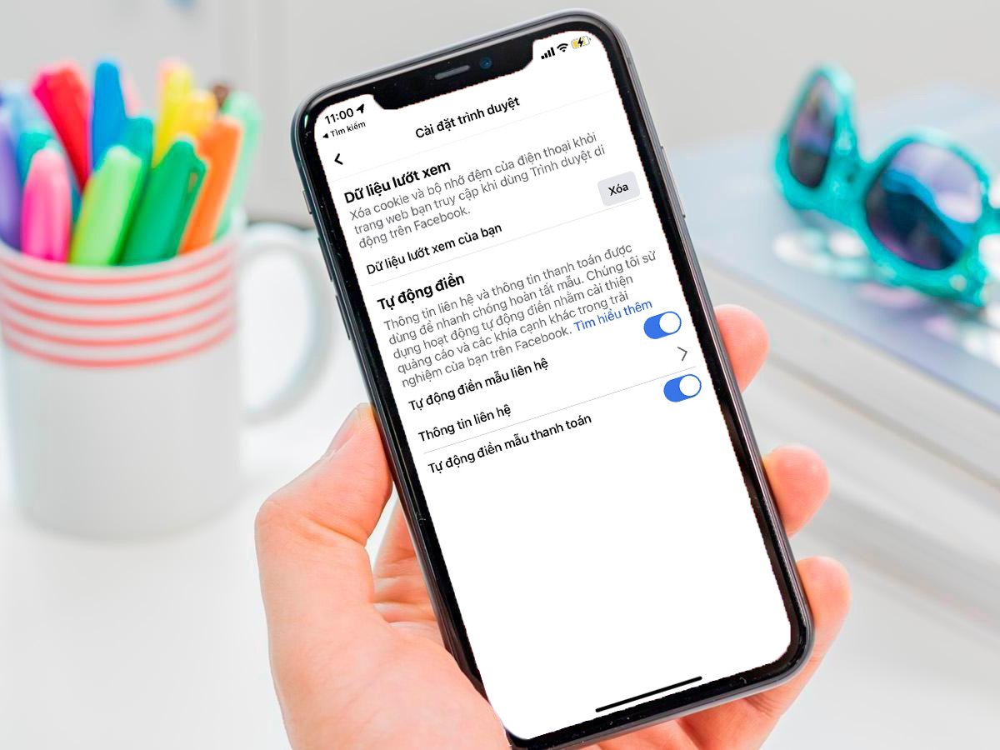 11:00
Tìm kiếm
Cài đặt trình duyệt
Dữ liệu lướt xem
Xóa cookie và bộ nhớ đệm của điện thoại khỏi
trang web bạn truy cập khi dùng Trình duyệt di
động trên Facebook.
Dữ liệu lướt xem của bạn
Xóa
Tự động điền
Thông tin liên hệ và thông tin thanh toán được
dùng để nhanh chóng hoàn tất mẫu. Chúng tôi sử
dụng hoạt động tự động điền nhằm cải thiện
quảng cáo và các khía cạnh khác trong trải
nghiệm của bạn trên Facebook. Tìm hiểu thêm
Tự động điền mẫu liên hệ
Thông tin liên hệ
Tự động điền mẫu thanh toán